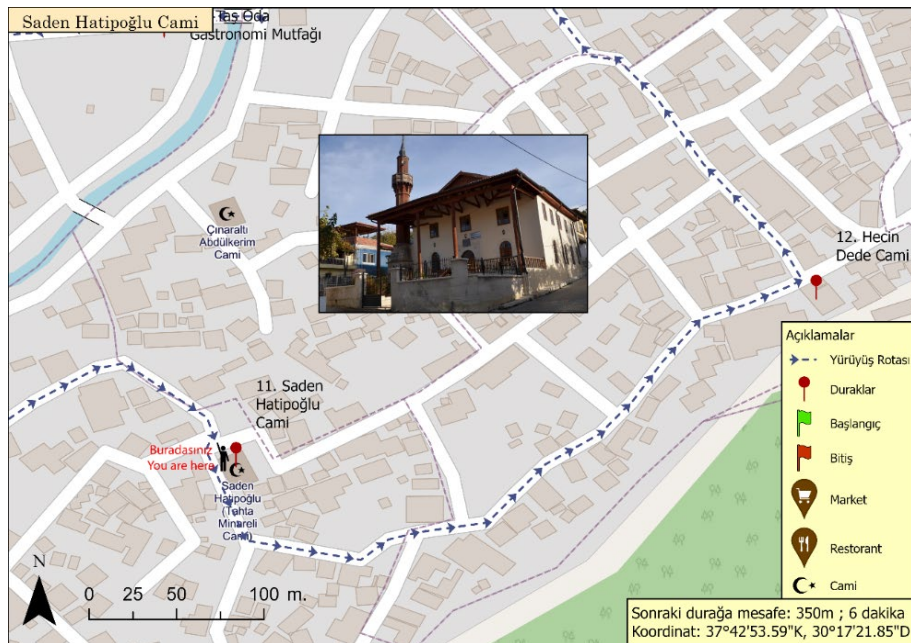 Saden Hatipoğlu Cami
Taş Oda
Gastronomi Mutfağı
Çınaraltı
Abdülkerim
Cami
12. Hecin
Dede Cami
11. Saden
Hatipoğlu
Cami
Buradasınız
You are here
Saden
Hatipoğlu
(Tahta
Minareli
Cami)
N
0 25 50 100 m.
Açıklamalar
Yürüyüş Rotası
Duraklar
Başlangıç
Bitiş
Market
Restorant
Cami
Sonraki durağa mesafe: 350m ; 6 dakika
Koordinat: 37°42'53.59"K, 30°17'21.85"D